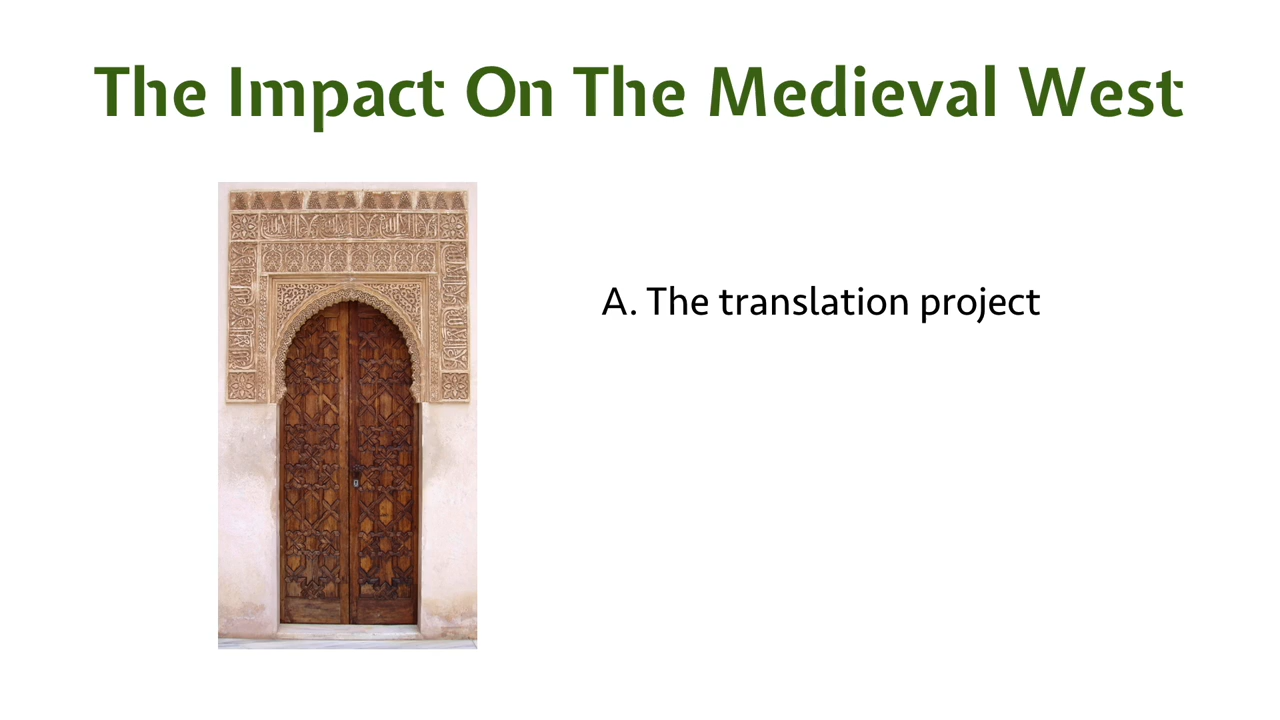 The Impact On The Medieval West
A. The translation project